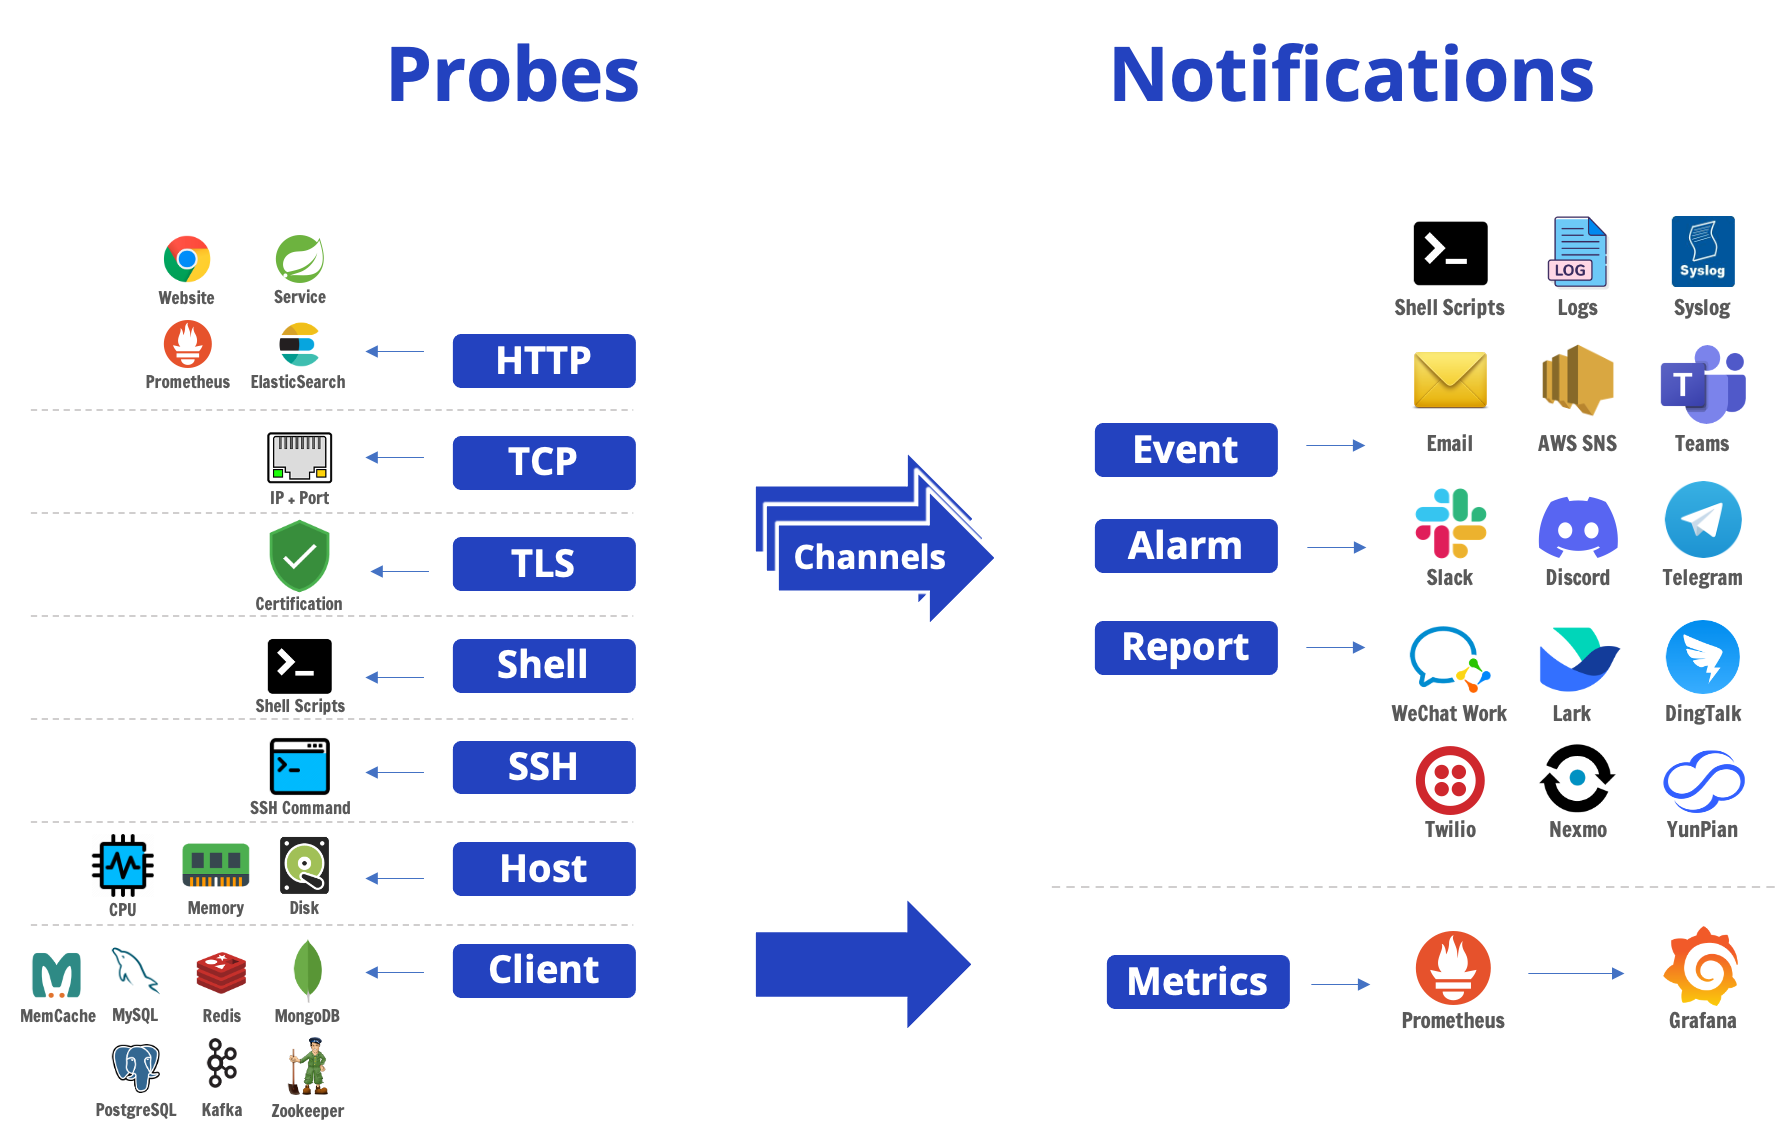 Probes
Notifications
Website
Service
Prometheus
ElasticSearch
HTTP
IP + Port
TCP
Certification
TLS
Shell Scripts
Shell
SSH Command
SSH
CPU
Memory
Disk
Host
MemCache
MySQL
Redis
MongoDB
Client
PostgreSQL
Kafka
Zookeeper
Channels
Event
Alarm
Report
Shell Scripts
LOG
Logs
Syslog
Syslog
Email
AWS SNS
T
Teams
Slack
Discord
Telegram
WeChat Work
Lark
DingTalk
Twilio
Nexmo
YunPian
Metrics
Prometheus
Grafana